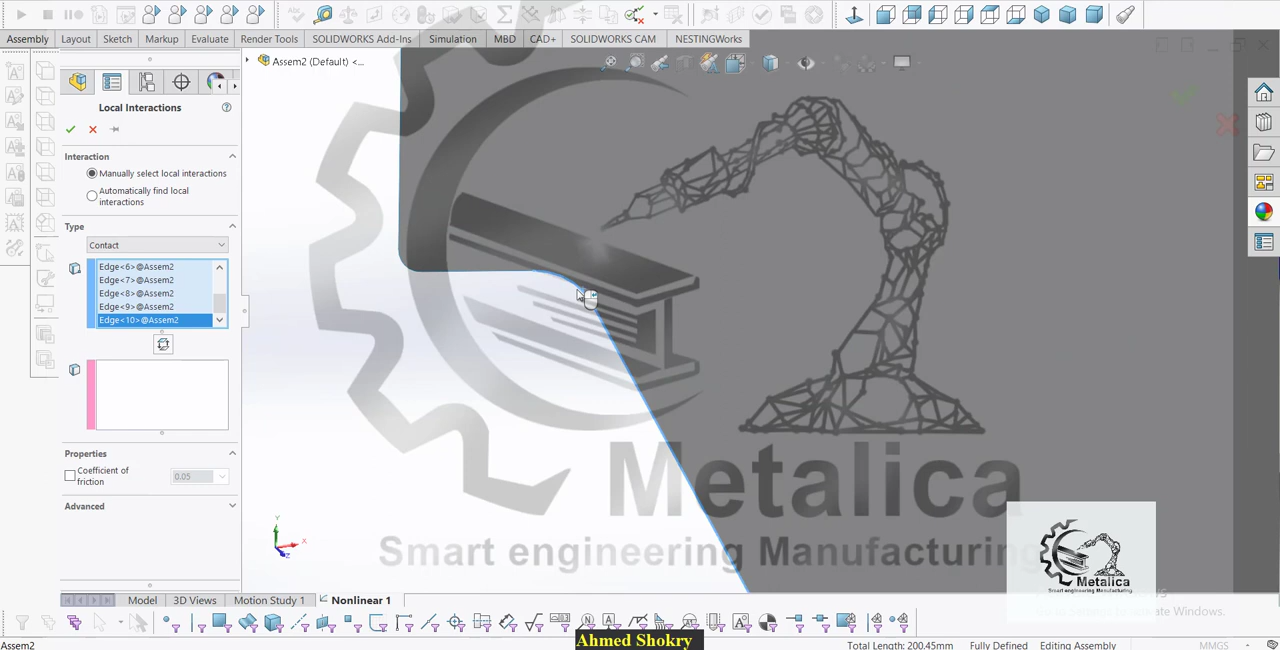 Assembly Layout Sketch Markup Evaluate Render Tools SOLIDWORKS Add-Ins Simulation MBD CAD+ SOLIDWORKS CAM NESTINGWorks
Assem2 (Default) <...
Local Interactions
Interaction
Manually select local interactions
Automatically find local
interactions
Type
Contact
Edge<6>@Assem2
Edge<7>@Assem2
Edge<8>@Assem2
Edge<9>@Assem2
Edge<10>@Assem2
Properties
Coefficient of
friction
0.05
Advanced
Metalica
Smart engineering Manufacturing
Y
X
Z
Metalica
Smart engineering Manufacturing
Model 3D Views Motion Study 1 Nonlinear 1
Ahmed Shokry
Assem2
Total Length: 200.45mm Fully Defined Editing Assembly MMGS